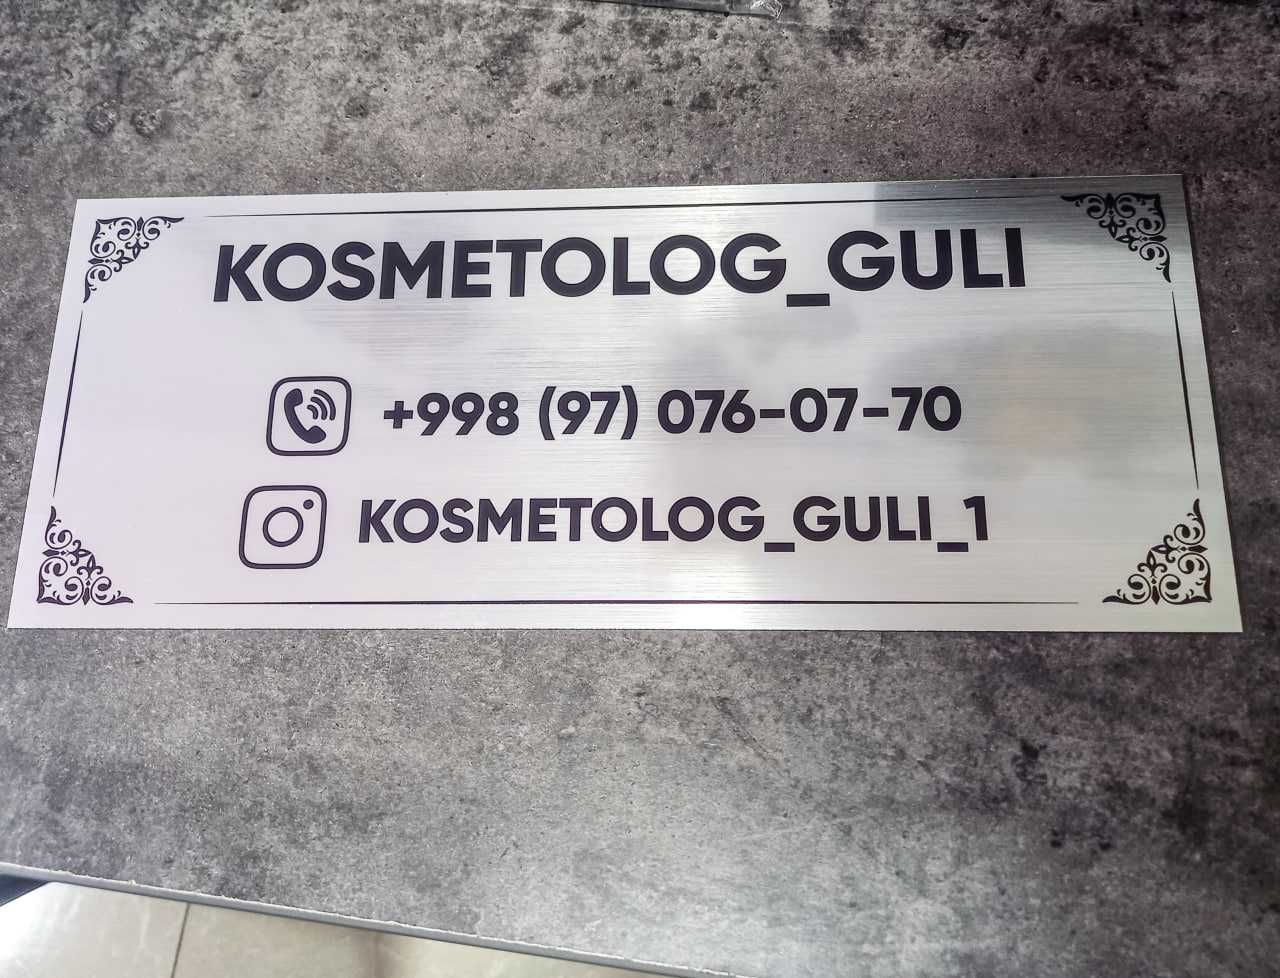 KOSMETOLOG_GULI
+998 (97) 076-07-70
KOSMETOLOG_GULI_1